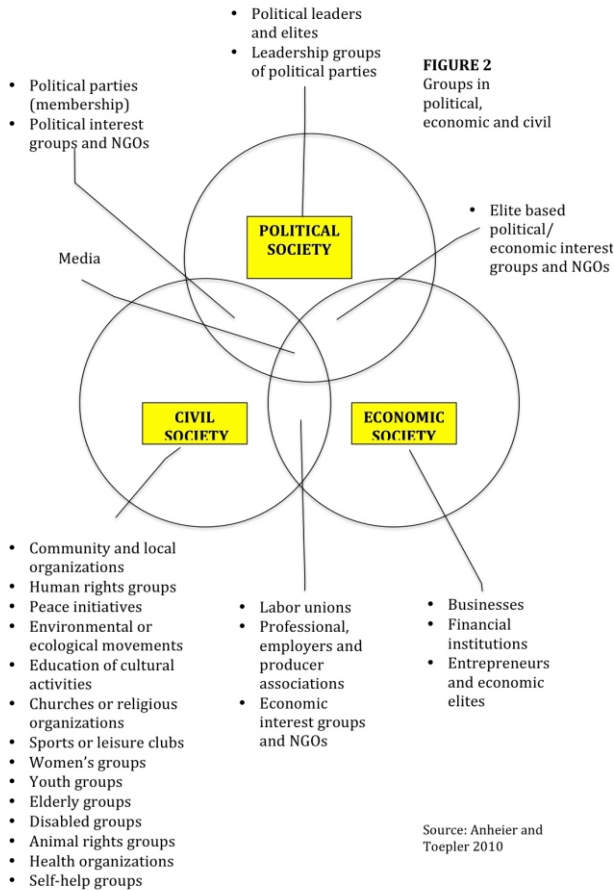 • Political leaders
and elites
• Leadership groups
of political parties
FIGURE 2
Groups in
political,
economic and civil
• Political parties
(membership)
• Political interest
groups and NGOs
• Elite based
political/
economic interest
groups and NGOs
POLITICAL
SOCIETY
Media
CIVIL
SOCIETY
ECONOMIC
SOCIETY
• Community and local
organizations
• Human rights groups
• Peace initiatives
• Environmental or
ecological movements
• Education of cultural
activities
• Churches or religious
organizations
• Sports or leisure clubs
• Women's groups
• Youth groups
• Elderly groups
• Disabled groups
• Animal rights groups
• Health organizations
• Self-help groups
• Labor unions
• Professional,
employers and
producer
associations
• Economic
interest groups
and NGOs
• Businesses
• Financial
institutions
• Entrepreneurs
and economic
elites
Source: Anheier and
Toepler 2010